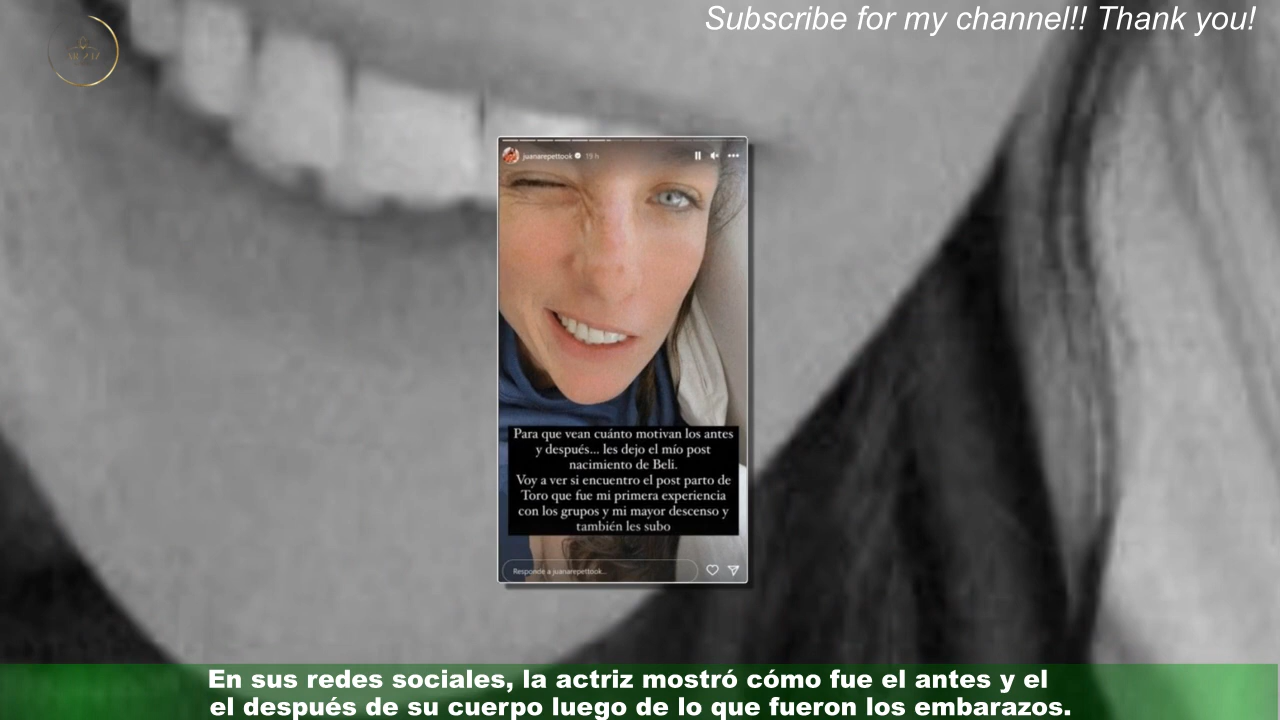 Subscribe for my channel!! Thank you!
juanarepettook 15 h
Para que vean cuánto motivan los antes
y después... les dejo el mío post
nacimiento de Beli.
Voy a ver si encuentro el post parto de
Toro que fue mi primera experiencia
con los grupos y mi mayor descenso y
también les subo
Responde a juanarepettook...
En sus redes sociales, la actriz mostró cómo fue el antes y el
el después de su cuerpo luego de lo que fueron los embarazos.